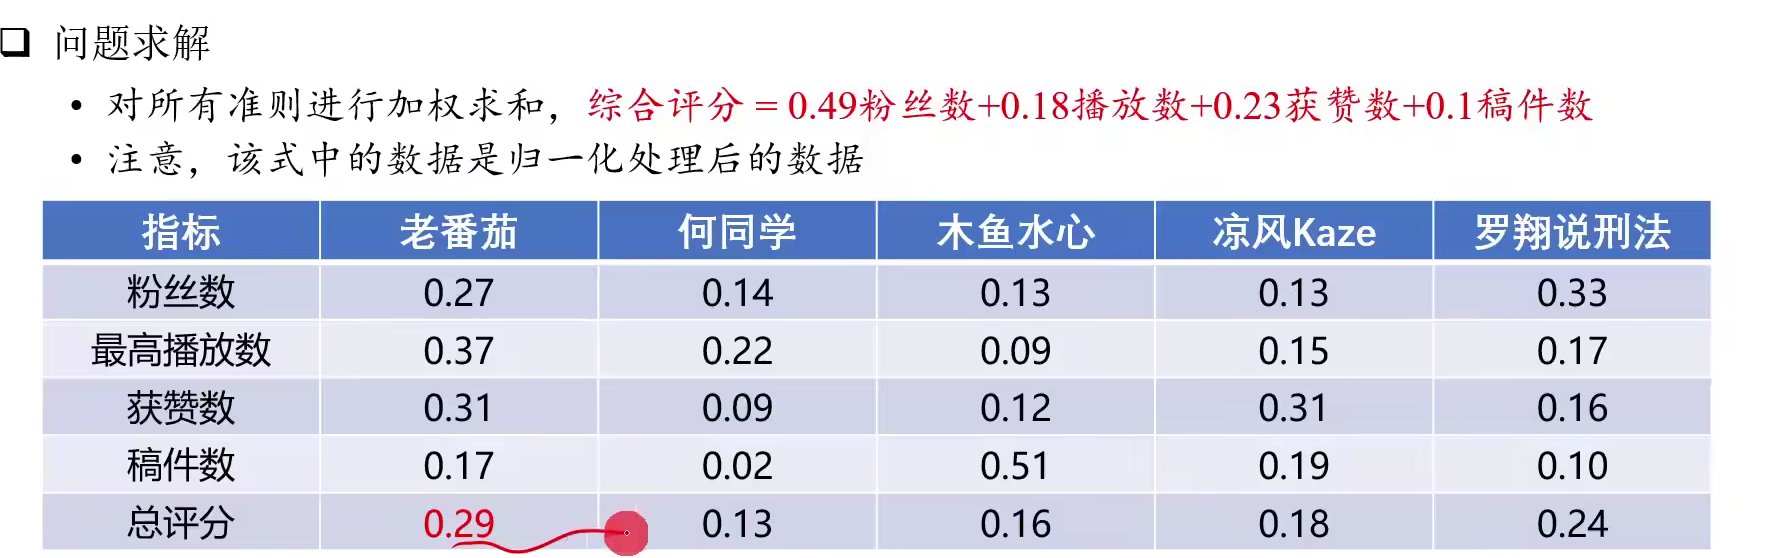 问题求解
• 对所有准则进行加权求和，综合评分 = 0.49粉丝数+0.18播放数+0.23获赞数+0.1稿件数
• 注意，该式中的数据是归一化处理后的数据
指标 老番茄 何同学 木鱼水心 凉风Kaze 罗翔说刑法
粉丝数 0.27 0.14 0.13 0.13 0.33
最高播放数 0.37 0.22 0.09 0.15 0.17
获赞数 0.31 0.09 0.12 0.31 0.16
稿件数 0.17 0.02 0.51 0.19 0.10
总评分 0.29 0.13 0.16 0.18 0.24